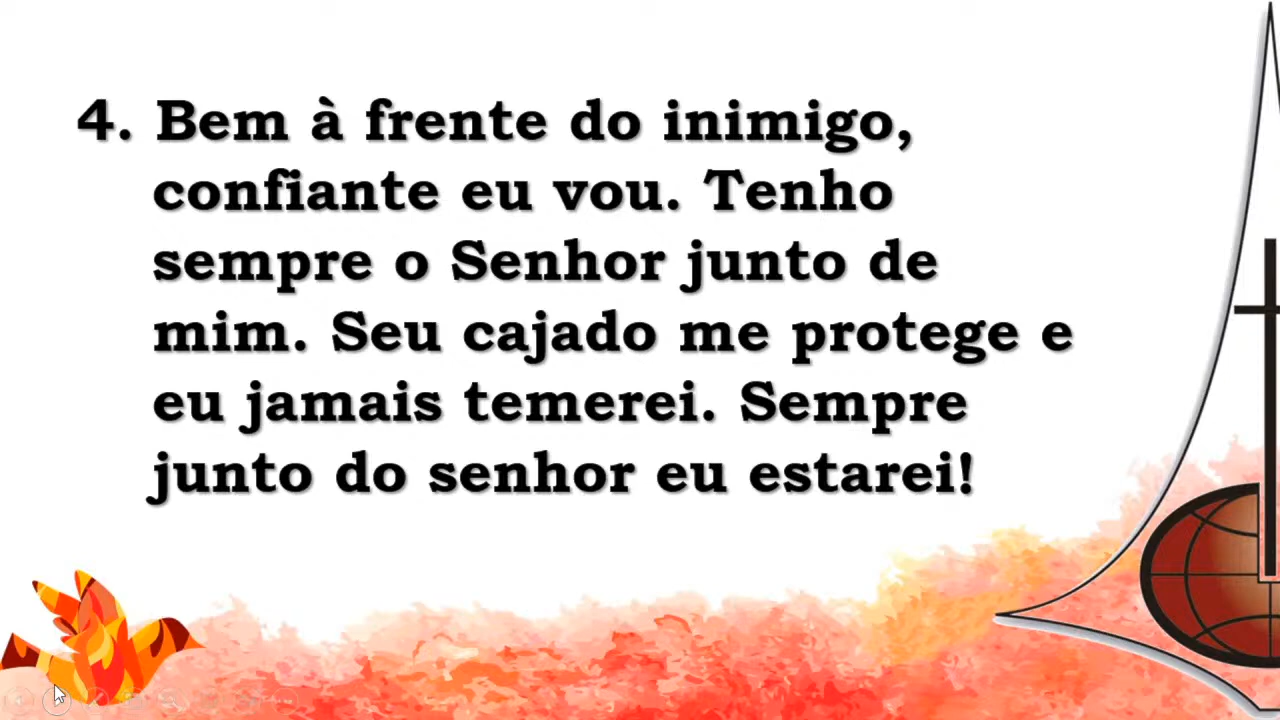 4. Bem à frente do inimigo,
confiante eu vou. Tenho
sempre o Senhor junto de
mim. Seu cajado me protege e
eu jamais temerei. Sempre
junto do senhor eu estarei!